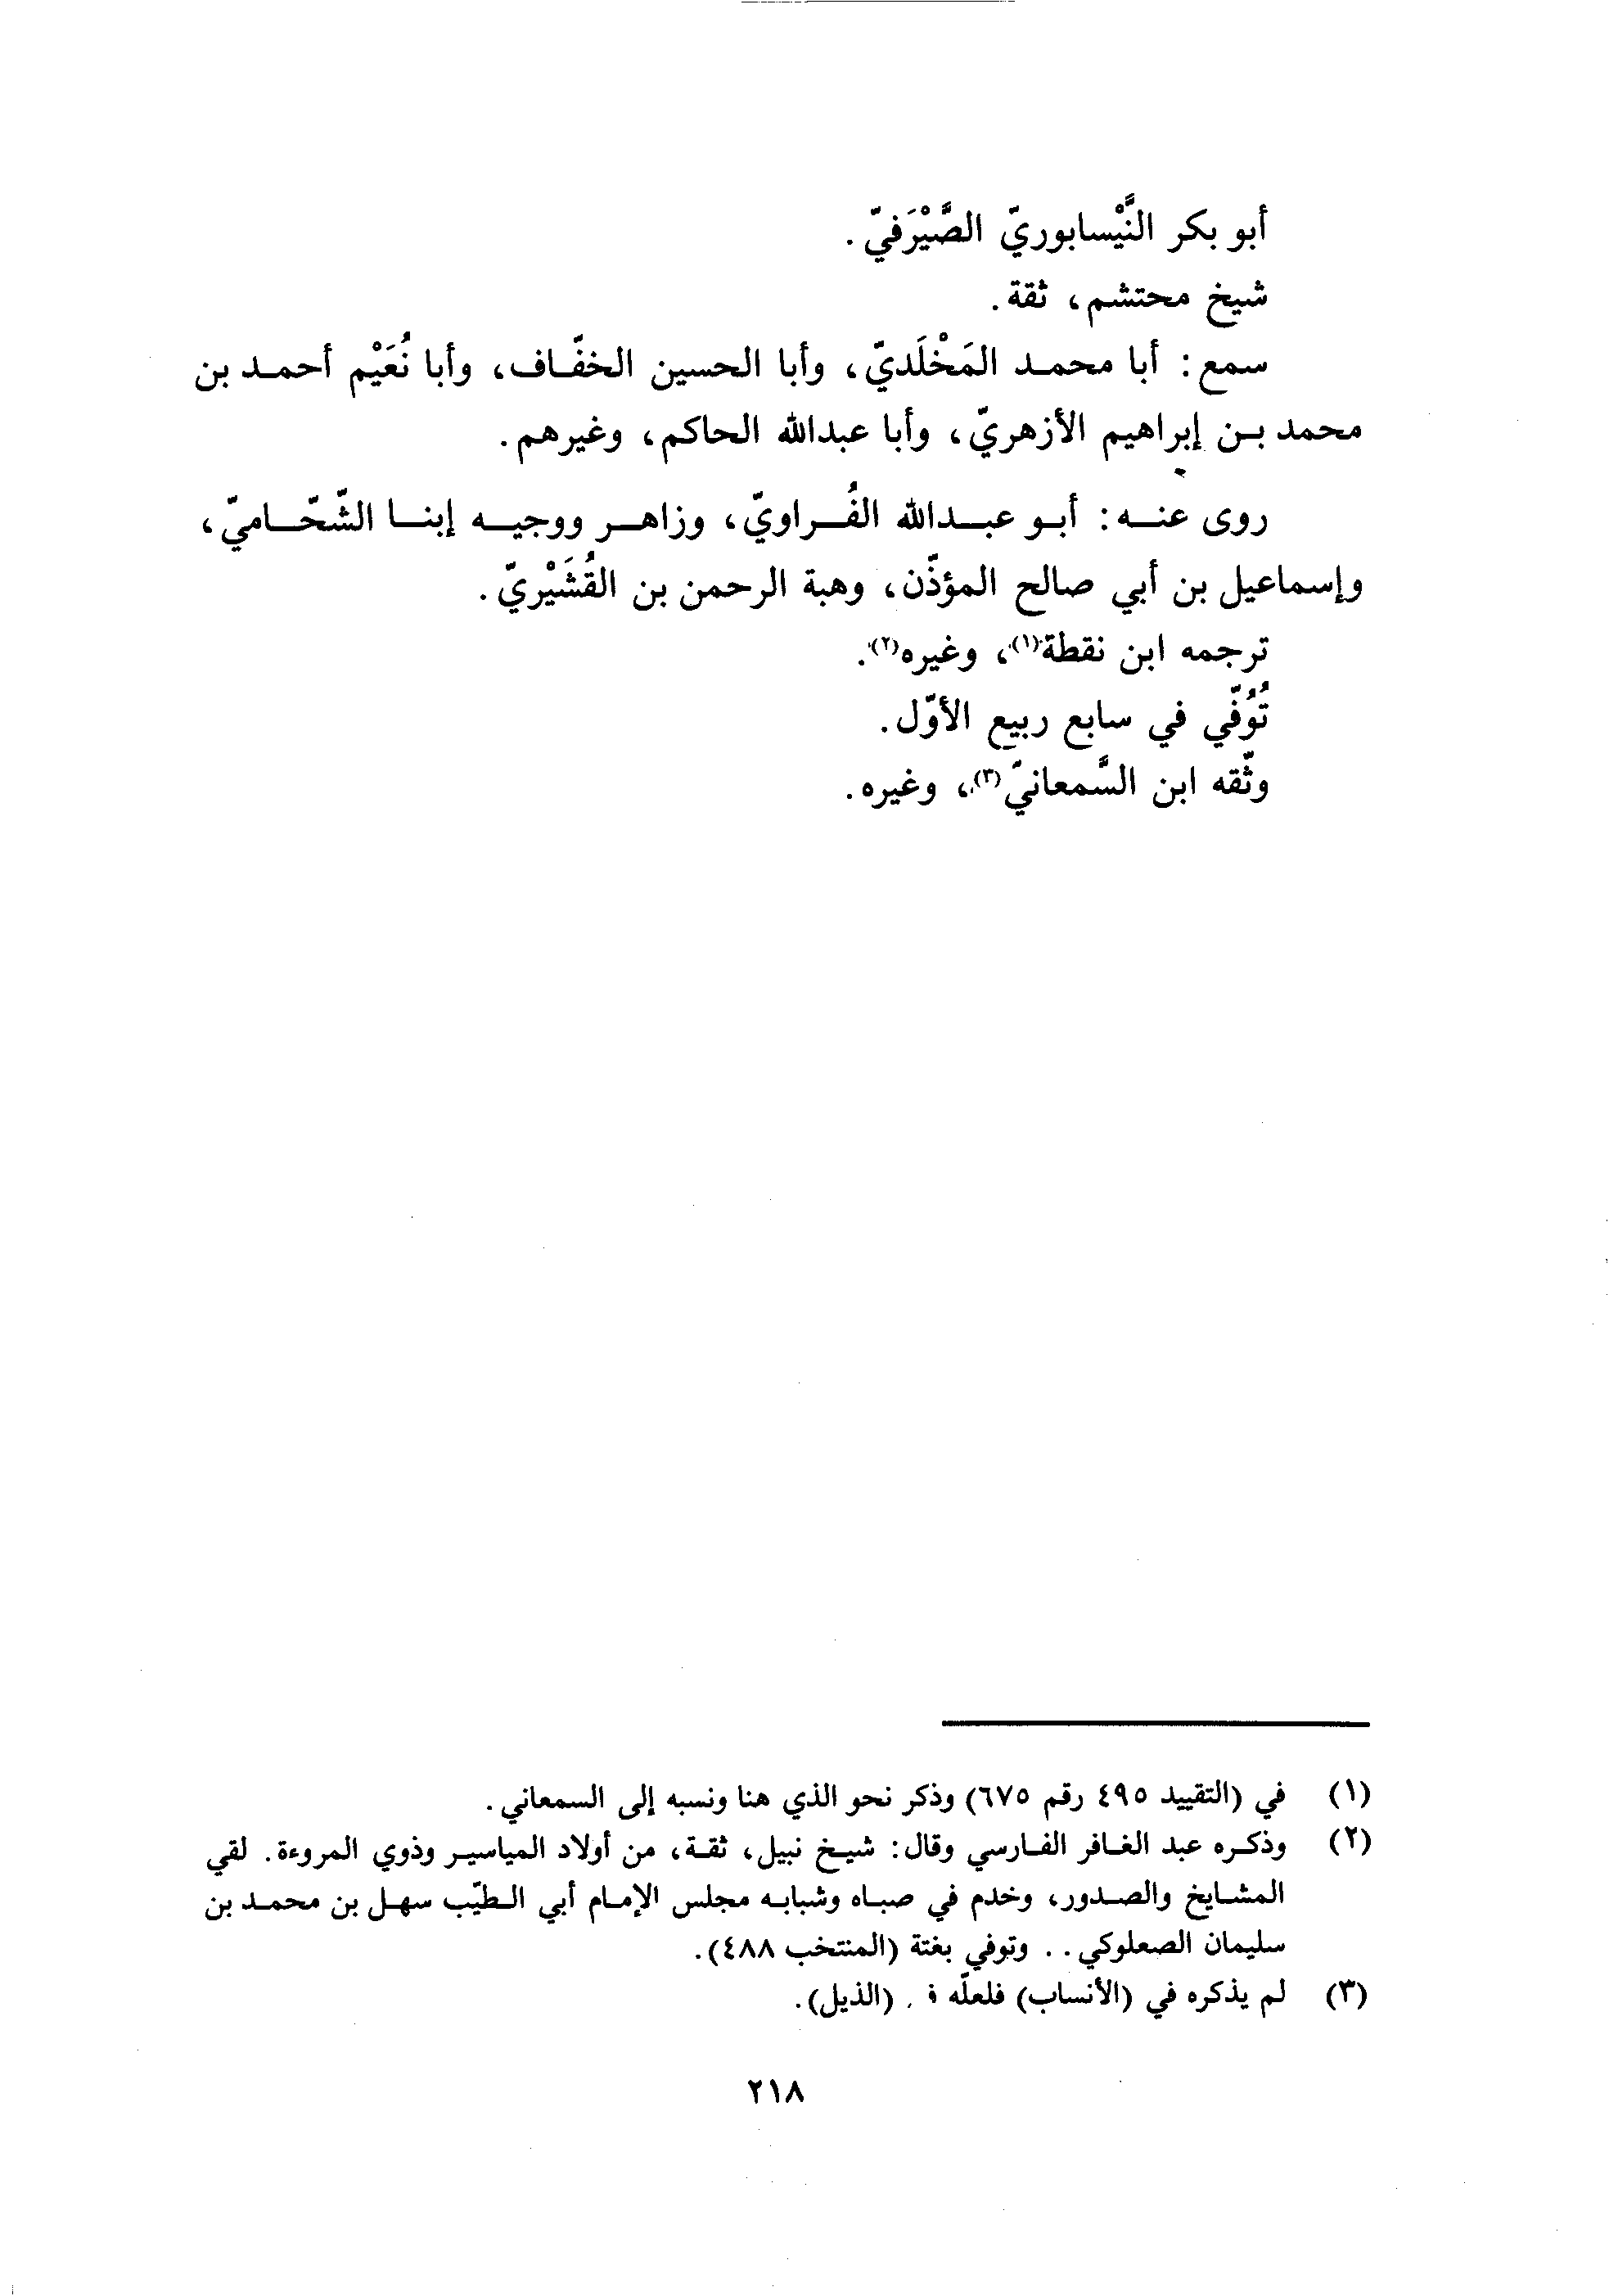 أبو بكر النَّيْسابوريّ الصَّيْرَفيّ.
شيخ محتشم، ثقة.
سمع: أبا محمد المَخْلَديّ، وأبا الحسين الخفّاف، وأبا نُعَيْم أحمد بن
محمد بن إبراهيم الأزهريّ، وأبا عبدالله الحاكم، وغيرهم.
روى عنه: أبو عبدالله الفُراويّ، وزاهر ووجيه إبنا الشّحّاميّ،
وإسماعيل بن أبي صالح المؤذّن، وهبة الرحمن بن القُشَيْريّ.
ترجمه ابن نقطة(١)، وغيره(٢).
تُوُفّي في سابع ربيع الأوّل.
وثّقه ابن السَّمعانيّ(٣)، وغيره.
(١) في (التقييد ٤٩٥ رقم ٦٧٥) وذكر نحو الذي هنا ونسبه إلى السمعاني.
(٢) وذكره عبد الغافر الفارسي وقال: شيخ نبيل، ثقة، من أولاد المياسير وذوي المروءة. لقي
المشايخ والصدور، وخدم في صباه وشبابه مجلس الإمام أبي الطيّب سهل بن محمد بن
سليمان الصعلوكي.. وتوفي بغتة (المنتخب ٤٨٨).
(٣) لم يذكره في (الأنساب) فلعلّه (الذيل).
٢١٨